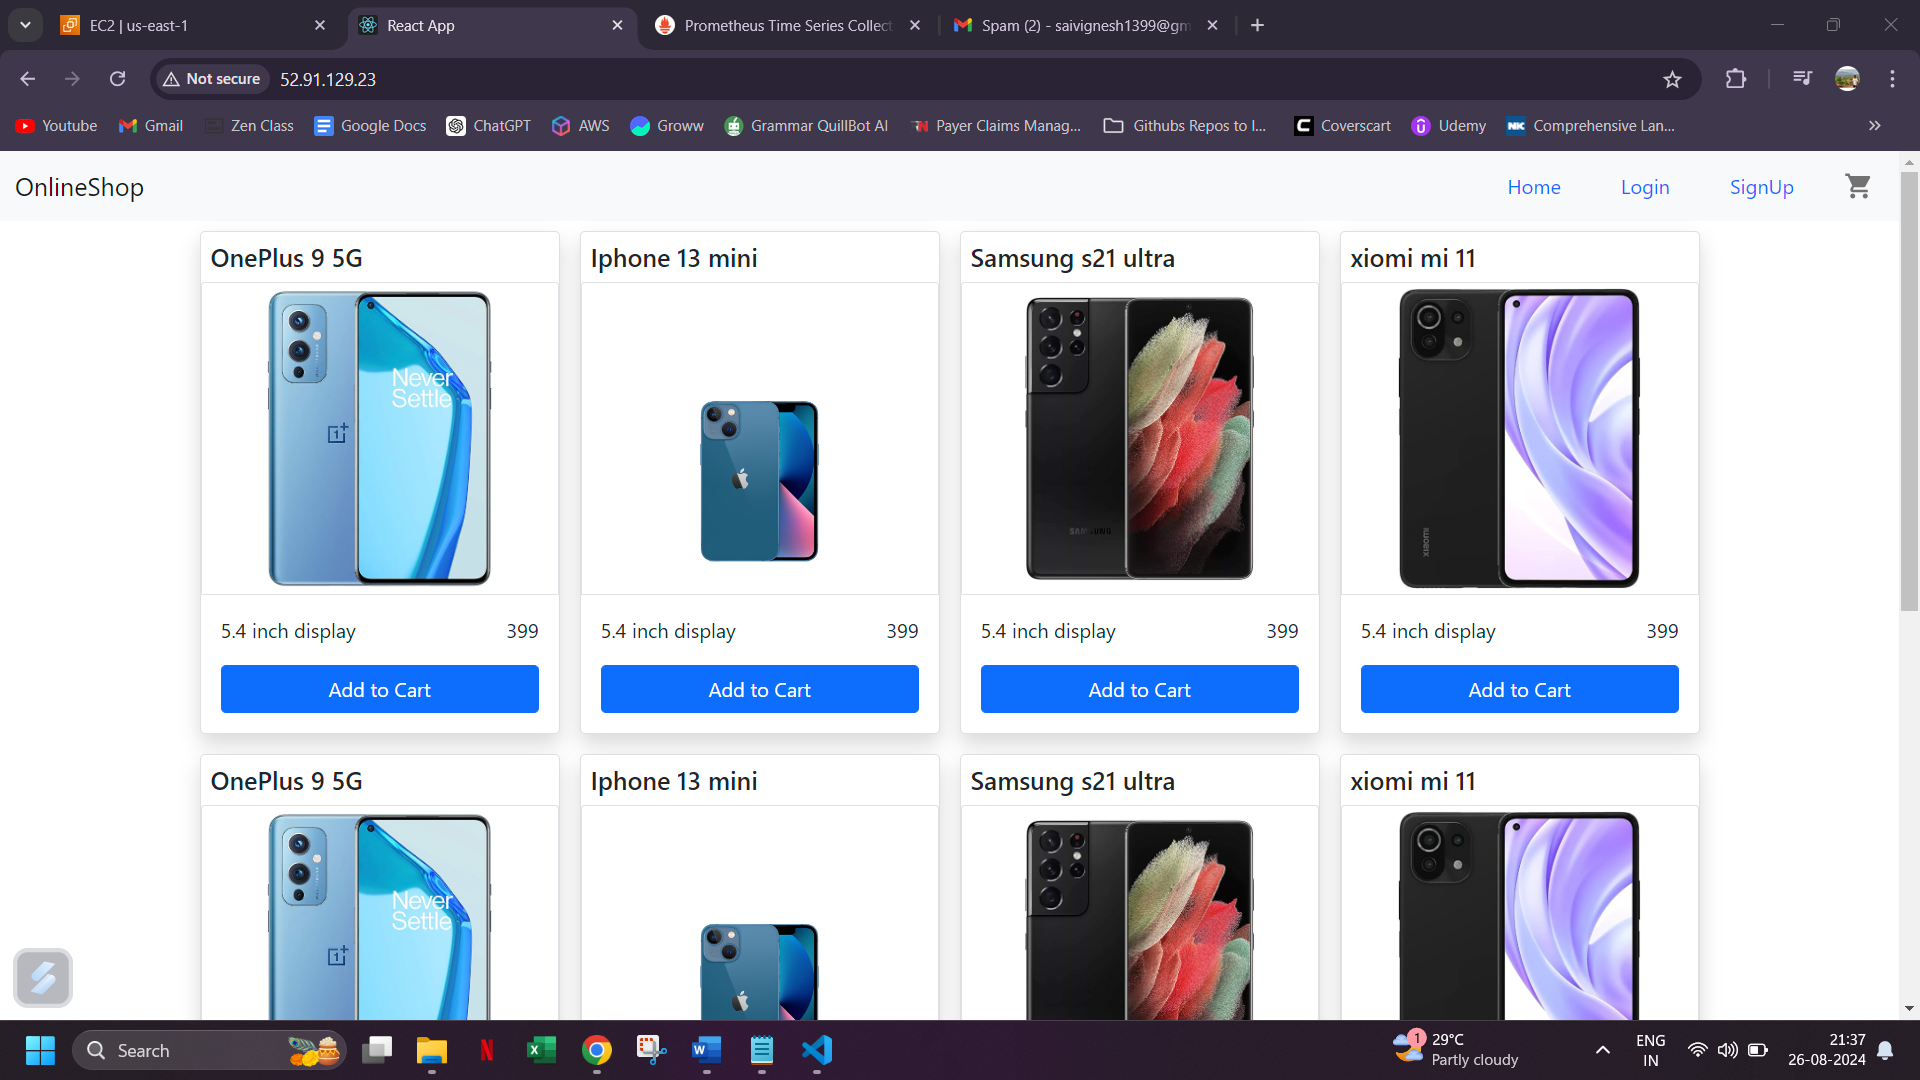 EC2 | us-east-1
React App
Prometheus Time Series Collect
Spam (2) - saivignesh1399@gm
Not secure
52.91.129.23
Youtube
Gmail
Zen Class
Google Docs
ChatGPT
AWS
Groww
Grammar QuillBot AI
Payer Claims Manag...
Githubs Repos to I...
Coverscart
Udemy
NK
Comprehensive Lan...
»
OnlineShop
Home
Login
SignUp
OnePlus 9 5G
Iphone 13 mini
Samsung s21 ultra
xiomi mi 11
Never
Settle
SAMSUNG
xiaomi
5.4 inch display
399
5.4 inch display
399
5.4 inch display
399
5.4 inch display
399
Add to Cart
Add to Cart
Add to Cart
Add to Cart
OnePlus 9 5G
Iphone 13 mini
Samsung s21 ultra
xiomi mi 11
Never
Settle
Search
1
29°C
Partly cloudy
ENG
IN
21:37
26-08-2024